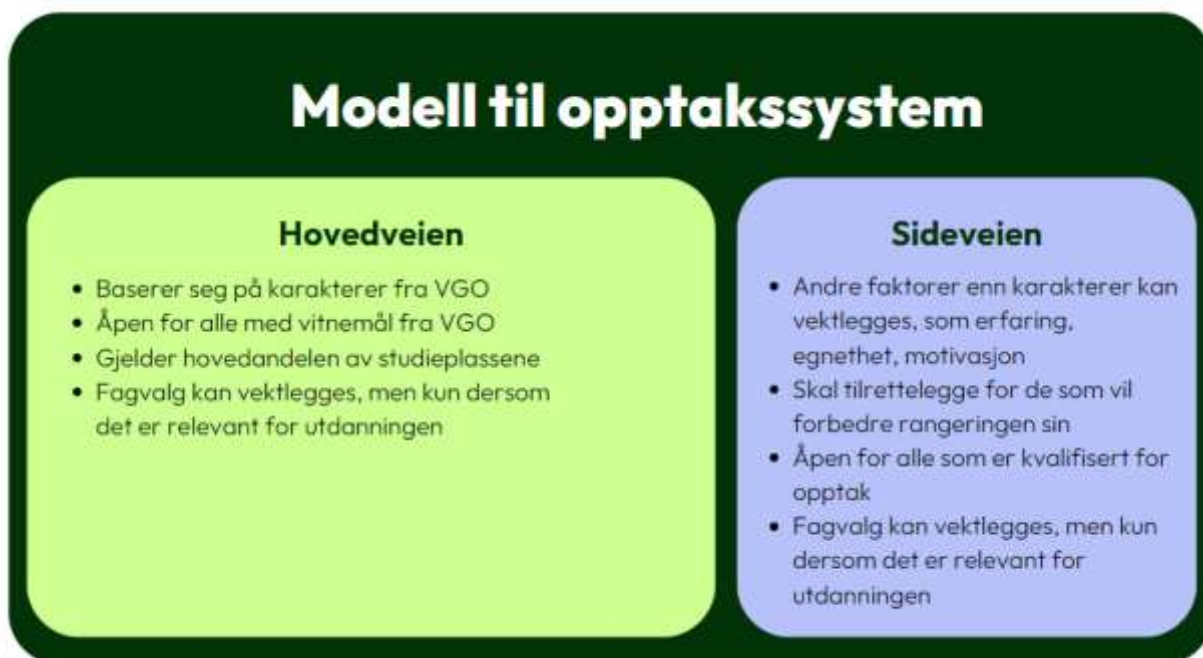 Modell til opptakssystem
Hovedveien
• Baserer seg på karakterer fra VGO
• Åpen for alle med vitnemål fra VGO
• Gjelder hovedandelen av studieplassene
• Fagvalg kan vektlegges, men kun dersom
det er relevant for utdanningen
Sideveien
• Andre faktorer enn karakterer kan
vektlegges, som erfaring,
egnethet, motivasjon
• Skal tilrettelegge for de som vil
forbedre rangeringen sin
• Åpen for alle som er kvalifisert for
opptak
• Fagvalg kan vektlegges, men kun
dersom det er relevant for
utdanningen